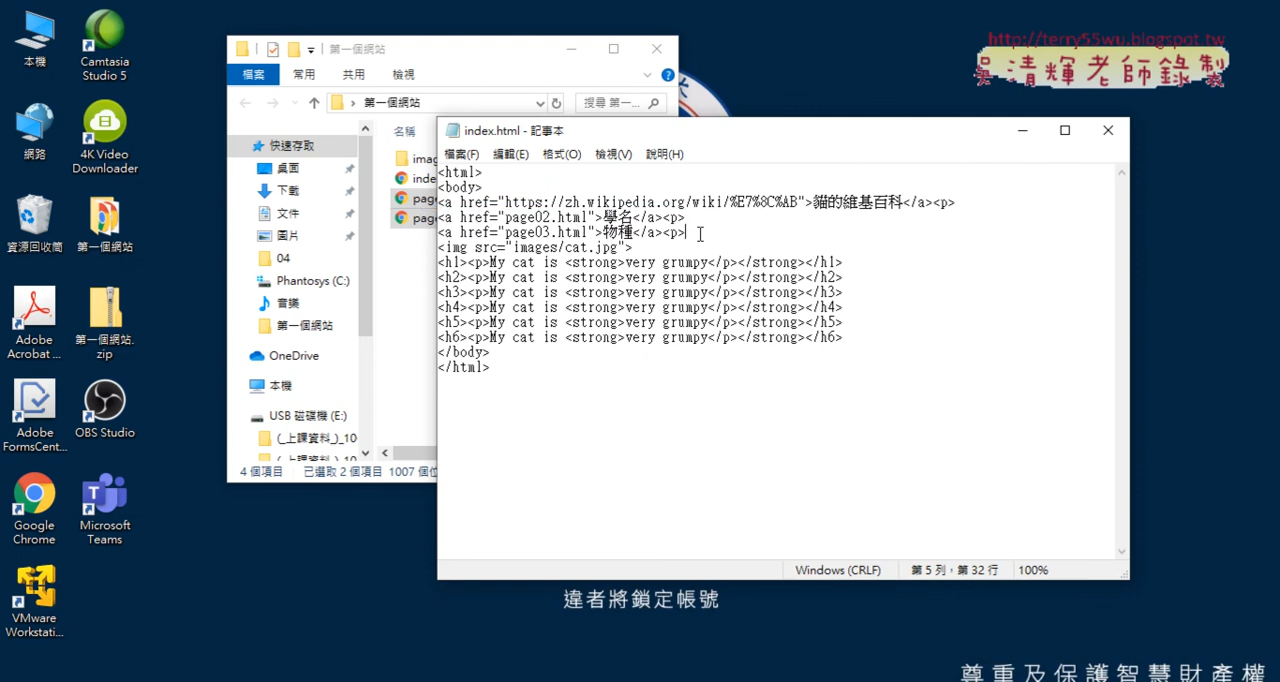 本機
Camtasia
Studio 5
網路
4K Video
Downloader
資源回收筒
第一個網站
Adobe
Acrobat ...
第一個網站.
zip
Adobe
FormsCent...
OBS Studio
Google
Chrome
Microsoft
Teams
VMware
Workstati...
第一個網站
檔案
常用
共用
檢視
第一個網站
搜尋 第一...
快速存取
桌面
下載
文件
圖片
04
Phantosys (C:)
音樂
第一個網站
OneDrive
本機
USB 磁碟機 (E:)
(_上課資料_)_10
名稱
imag
inde
page
page
4 個項目
已選取 2 個項目
1007 個位
index.html - 記事本
檔案(F)
編輯(E)
格式(O)
檢視(V)
說明(H)
<html>
<body>
<a href="https://zh.wikipedia.org/wiki/%E7%8C%AB">貓的維基百科</a><p>
<a href="page02.html">學名</a><p>
<a href="page03.html">物種</a><p>
<img src="images/cat.jpg">
<h1><p>My cat is <strong>very grumpy</p></strong></h1>
<h2><p>My cat is <strong>very grumpy</p></strong></h2>
<h3><p>My cat is <strong>very grumpy</p></strong></h3>
<h4><p>My cat is <strong>very grumpy</p></strong></h4>
<h5><p>My cat is <strong>very grumpy</p></strong></h5>
<h6><p>My cat is <strong>very grumpy</p></strong></h6>
</body>
</html>
Windows (CRLF)
第 5 列，第 32 行
100%
http://terry55wu.blogspot.tw
吳清輝老師錄製
違者將鎖定帳號
尊重及保護智慧財產權